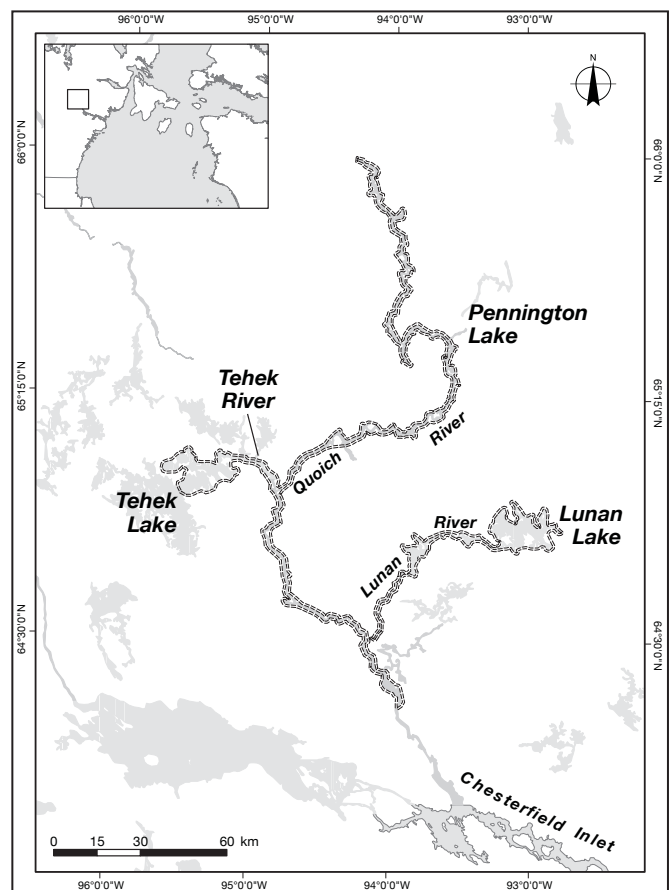 96°0'0"W
95°0'0"W
94°0'0"W
93°0'0"W
N
66°0'0"N
66°0'0"N
Pennington
Lake
Tehek
River
65°15'0"N
65°15'0"N
River
Quoich
Tehek
Lake
River
Lunan
Lake
Lunan
64°30'0"N
64°30'0"N
Chesterfield Inlet
0 15 30 60 km
96°0'0"W
95°0'0"W
94°0'0"W
93°0'0"W